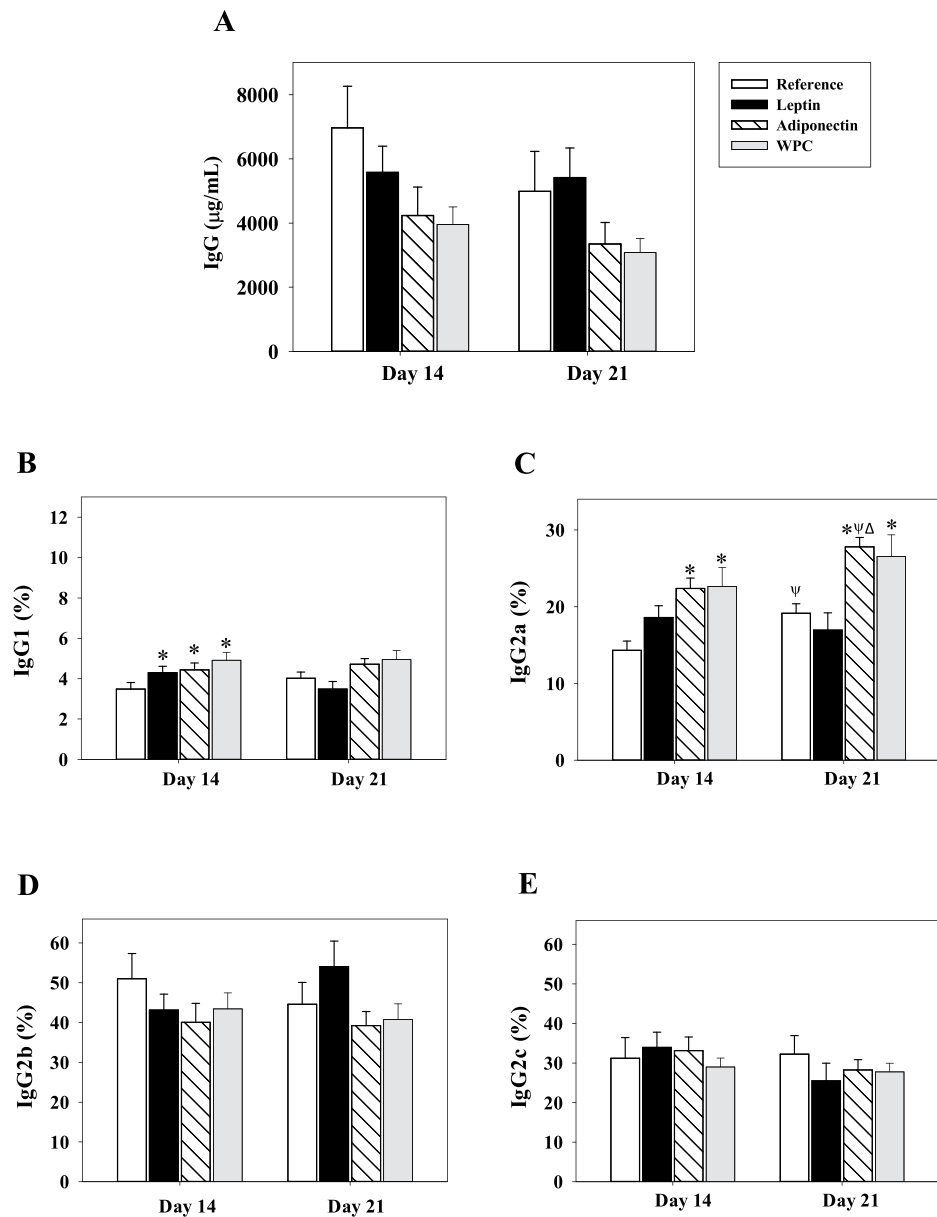 A
8000
6000
4000
2000
0
IgG (µg/mL)
Day 14
Day 21
Reference
Leptin
Adiponectin
WPC
B
12
10
8
6
4
2
0
IgG1 (%)
* * *
Day 14
Day 21
C
30
20
10
0
IgG2a (%)
* *
ψ
*ψΔ
*
Day 14
Day 21
D
60
50
40
30
20
10
0
IgG2b (%)
Day 14
Day 21
E
60
50
40
30
20
10
0
IgG2c (%)
Day 14
Day 21